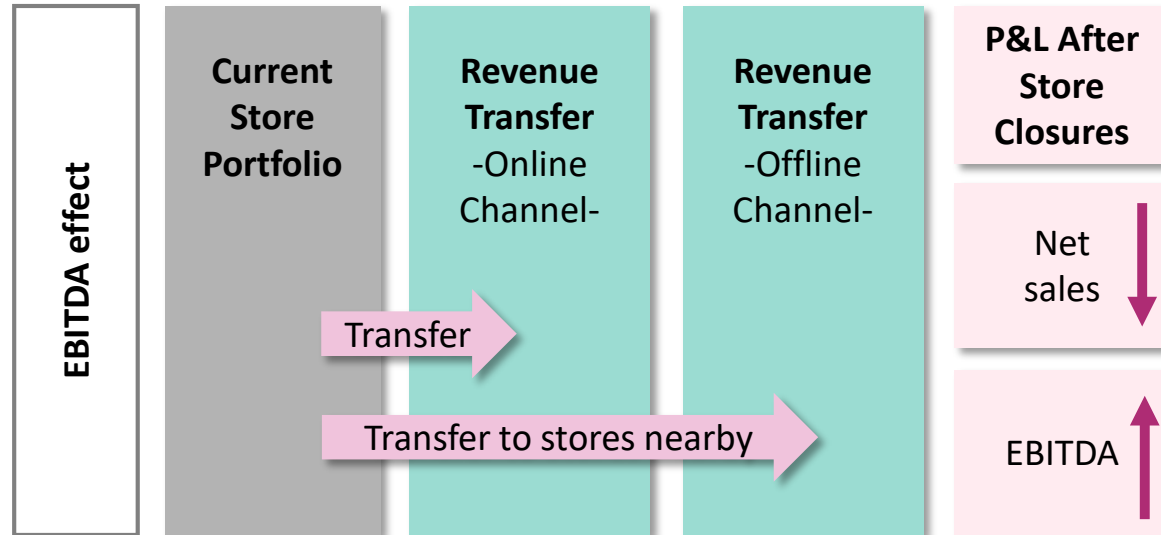 EBITDA effect
Current
Store
Portfolio
Revenue
Transfer
-Online
Channel-
Revenue
Transfer
-Offline
Channel-
Transfer
Transfer to stores nearby
P&L After
Store
Closures
Net
sales
EBITDA